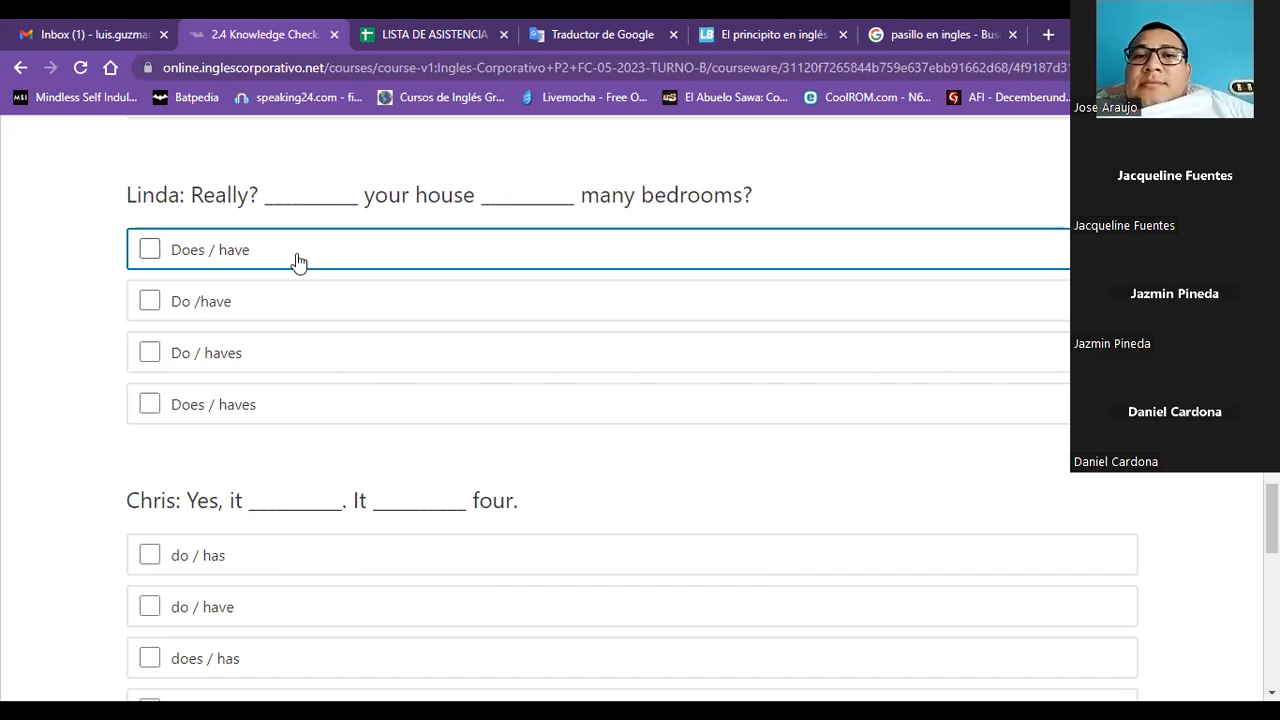 Inbox (1) - luis.guzma
2.4 Knowledge Check
LISTA DE ASISTENCIA
Traductor de Google
El principito en inglés
pasillo en ingles - Bus
online.inglescorporativo.net/courses/course-v1:Ingles-Corporativo+P2+FC-05-2023-TURNO-B/courseware/31120f7265844b759e637ebb91662d68/4f9187d3
Mindless Self Indul...
Batpedia
speaking24.com - fi...
Cursos de Inglés Gr...
Livemocha - Free O...
El Abuelo Sawa: Co...
CoolROM.com - N6...
AFI - Decemberund
Jose Araujo
Jacqueline Fuentes
Jacqueline Fuentes
Jazmin Pineda
Jazmin Pineda
Daniel Cardona
Daniel Cardona
Linda: Really? __________ your house __________ many bedrooms?
Does / have
Do /have
Do / haves
Does / haves
Chris: Yes, it __________. It __________ four.
do / has
do / have
does / has